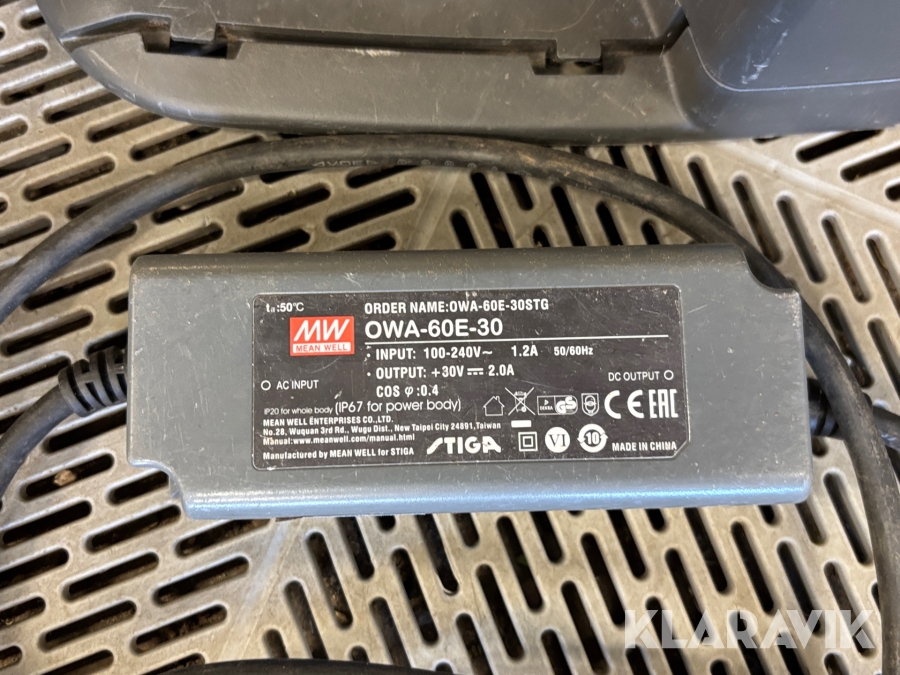 ta:50℃
ORDER NAME:OWA-60E-30STG
MW
MEAN WELL
OWA-60E-30
· INPUT: 100-240V~ 1.2A 50/60Hz
· OUTPUT: +30V⎓2.0A
COS φ:0.4
AC INPUT
DC OUTPUT
IP20 for whole body (IP67 for power body)
MEAN WELL ENTERPRISES CO.,LTD.
No.28, Wuquan 3rd Rd., Wugu Dist., New Taipei City 24891,Taiwan
Manual:www.meanwell.com/manual.html
Manufactured by MEAN WELL for STIGA
STIGA
DEKRA
GS
CE EAC
VI
10
MADE IN CHINA
KLARAVIK